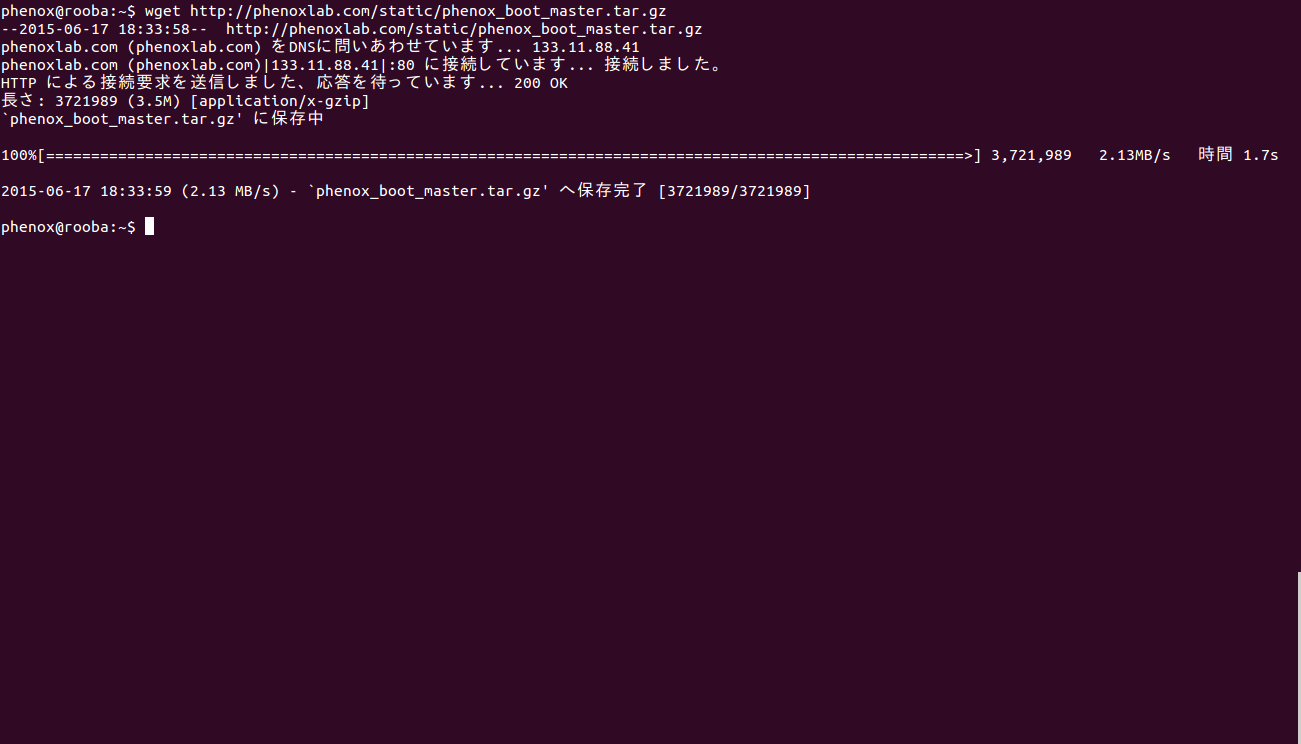 phenox@rooba:~$ wget http://phenoxlab.com/static/phenox_boot_master.tar.gz
--2015-06-17 18:33:58--  http://phenoxlab.com/static/phenox_boot_master.tar.gz
phenoxlab.com (phenoxlab.com) をDNSに問いあわせています... 133.11.88.41
phenoxlab.com (phenoxlab.com)|133.11.88.41|:80 に接続しています... 接続しました。
HTTP による接続要求を送信しました、応答を待っています... 200 OK
長さ: 3721989 (3.5M) [application/x-gzip]
`phenox_boot_master.tar.gz' に保存中
100%[======================================================================================================>] 3,721,989   2.13MB/s   時間 1.7s
2015-06-17 18:33:59 (2.13 MB/s) - `phenox_boot_master.tar.gz' へ保存完了 [3721989/3721989]
phenox@rooba:~$